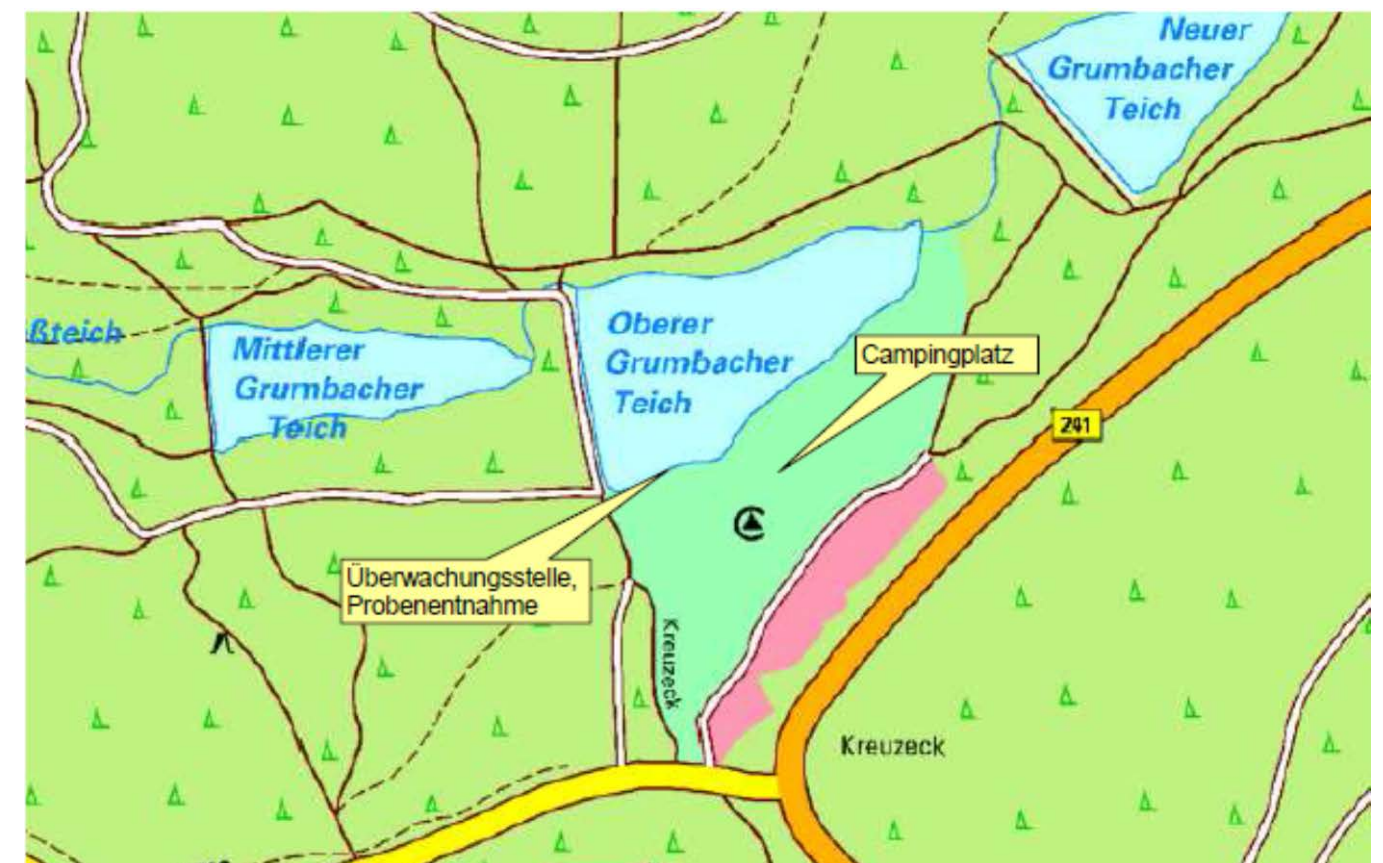 Neuer
Grumbacher
Teich
Oberer
Grumbacher
Teich
Campingplatz
ßteich
Mittlerer
Grumbacher
Teich
241
Überwachungsstelle,
Probenentnahme
Kreuzeck
Kreuzeck